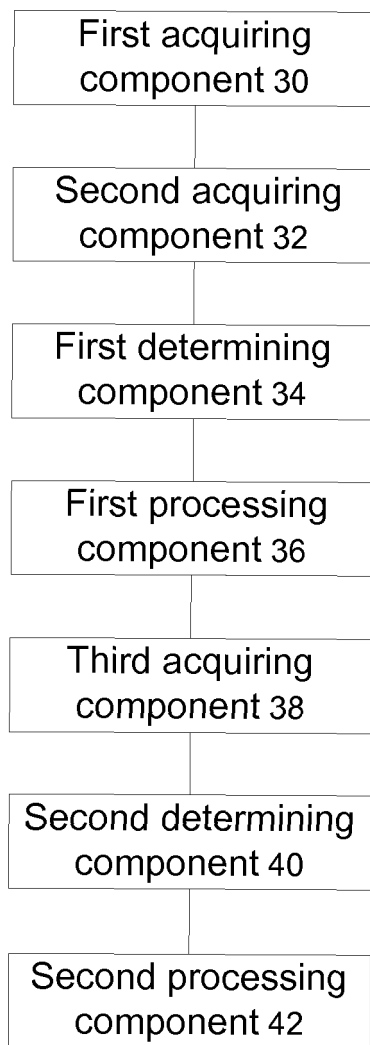 First acquiring
component 30
Second acquiring
component 32
First determining
component 34
First processing
component 36
Third acquiring
component 38
Second determining
component 40
Second processing
component 42